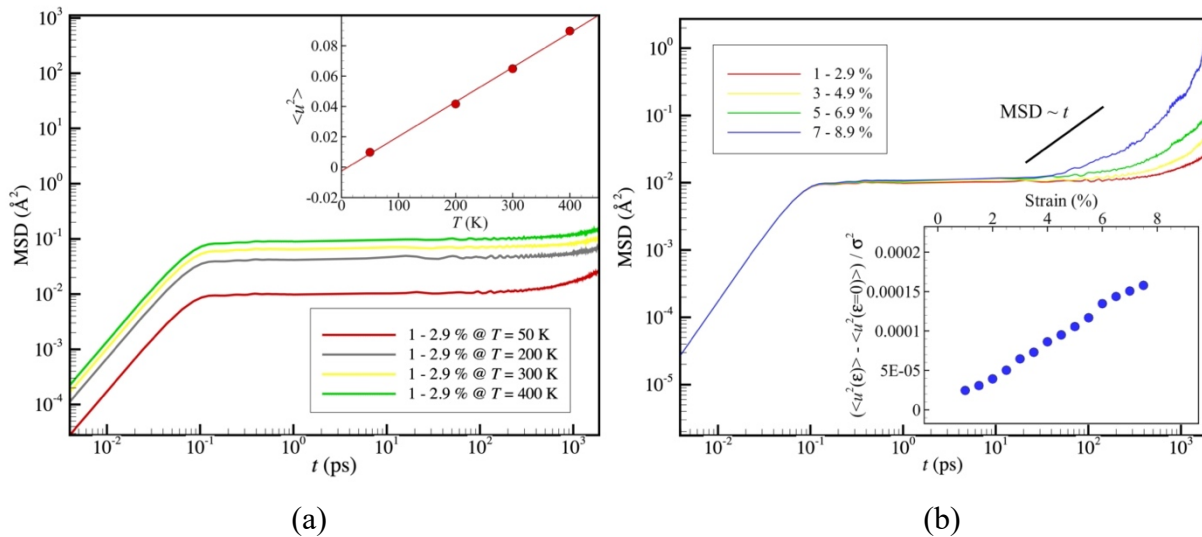 10³
10²
10¹
10⁰
10⁻¹
10⁻²
10⁻³
10⁻⁴
MSD (Å²)
0.08
0.06
0.04
0.02
0
-0.02
<u²>
0 100 200 300 400
T (K)
1 - 2.9 % @ T = 50 K
1 - 2.9 % @ T = 200 K
1 - 2.9 % @ T = 300 K
1 - 2.9 % @ T = 400 K
10⁻² 10⁻¹ 10⁰ 10¹ 10² 10³
t (ps)
(a)
10⁰
10⁻¹
10⁻²
10⁻³
10⁻⁴
10⁻⁵
MSD (Å²)
1 - 2.9 %
3 - 4.9 %
5 - 6.9 %
7 - 8.9 %
MSD ~ t
Strain (%)
0 2 4 6 8
0.0002
0.00015
0.0001
5E-05
0
(<u²(ε)> - <u²(ε=0)>) / σ²
10⁻² 10⁻¹ 10⁰ 10¹ 10² 10³
t (ps)
(b)